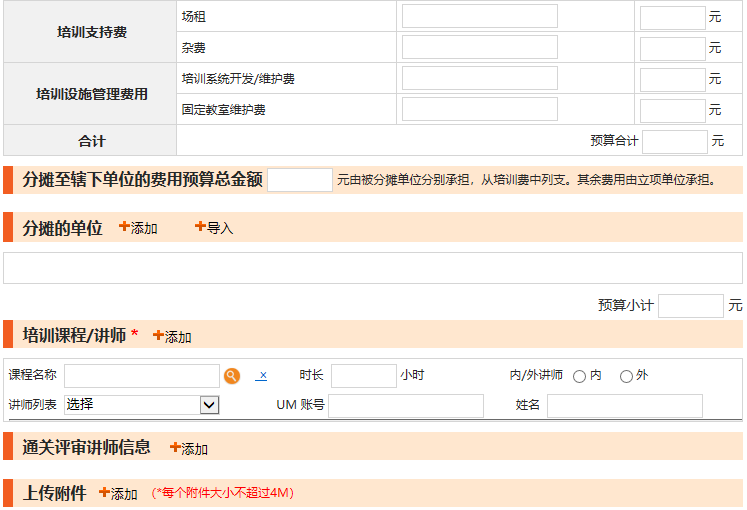 培训支持费
场租 元
杂费 元
培训设施管理费用
培训系统开发/维护费 元
固定教室维护费 元
合计 预算合计 元
分摊至辖下单位的费用预算总金额 元由被分摊单位分别承担，从培训费中列支。其余费用由立项单位承担。
分摊的单位 添加 导入
预算小计 元
培训课程/讲师 * 添加
课程名称 × 时长 小时 内/外讲师 内 外
讲师列表 选择 UM 账号 姓名
通关评审讲师信息 添加
上传附件 添加 （*每个附件大小不超过4M）